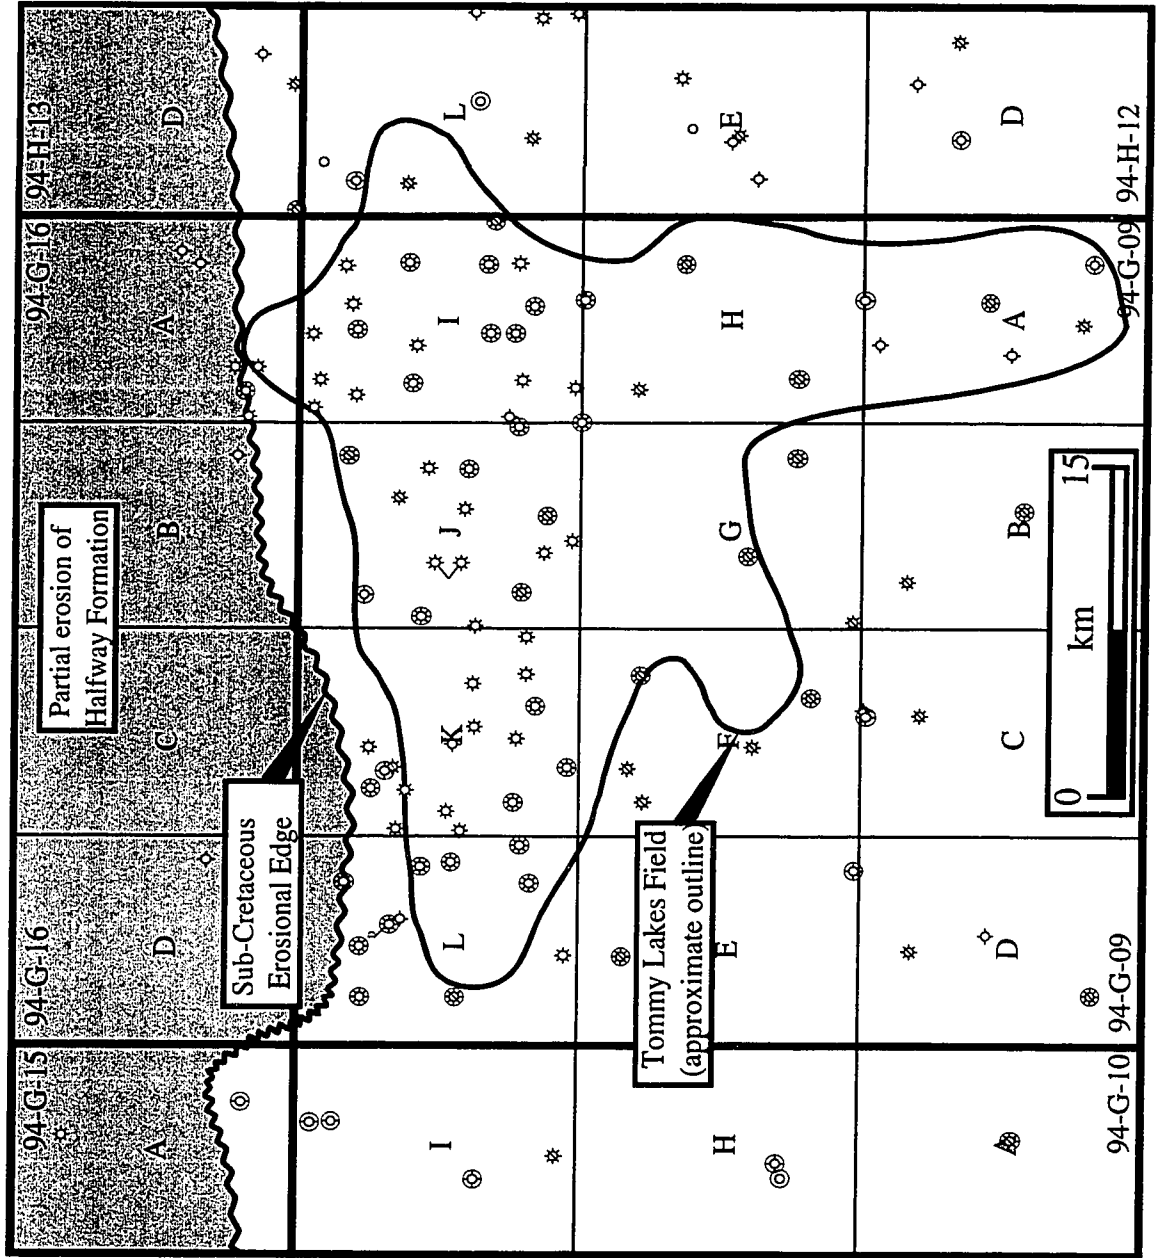 94-G-15
94-G-16
94-G-16
94-H-13
Partial erosion of
Halfway Formation
A
D
C
B
A
D
Sub-Cretaceous
Erosional Edge
I
L
K
J
I
L
Tommy Lakes Field
(approximate outline)
H
E
F
G
H
E
A
D
C
B
A
D
0
km
15
94-G-10
94-G-09
94-G-09
94-H-12